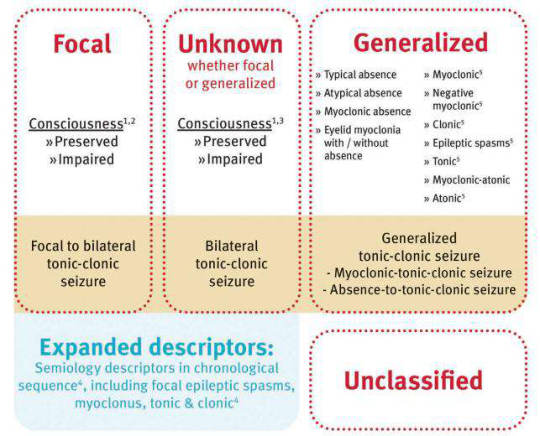 Focal
Consciousness1,2
» Preserved
» Impaired
Focal to bilateral
tonic-clonic
seizure
Unknown
whether focal
or generalized
Consciousness1,3
» Preserved
» Impaired
Bilateral
tonic-clonic
seizure
Generalized
» Typical absence
» Atypical absence
» Myoclonic absence
» Eyelid myoclonia
with / without
absence
» Myoclonic5
» Negative
myoclonic5
» Clonic5
» Epileptic spasms5
» Tonic5
» Myoclonic-atonic
» Atonic5
Generalized
tonic-clonic seizure
- Myoclonic-tonic-clonic seizure
- Absence-to-tonic-clonic seizure
Expanded descriptors:
Semiology descriptors in chronological
sequence4, including focal epileptic spasms,
myoclonus, tonic & clonic6
Unclassified